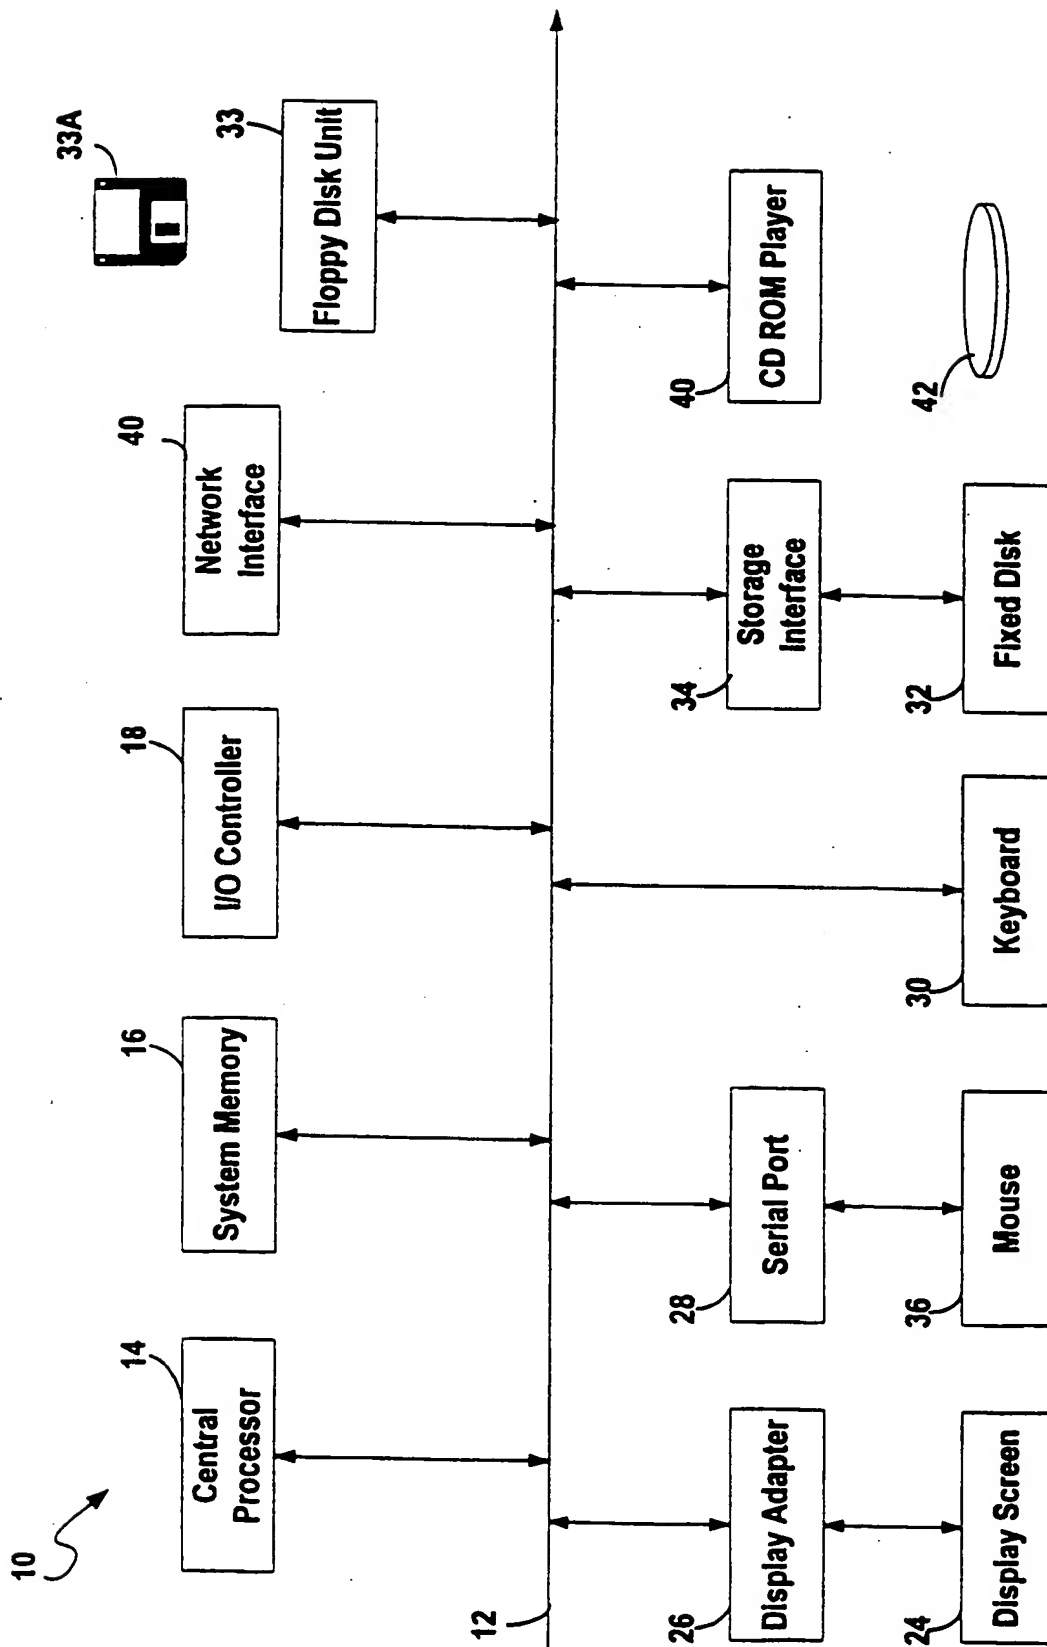 10
14
Central
Processor
16
System Memory
18
I/O Controller
40
Network
Interface
33A
33
Floppy Disk Unit
12
26
Display Adapter
28
Serial Port
34
Storage
Interface
40
CD ROM Player
24
Display Screen
36
Mouse
30
Keyboard
32
Fixed Disk
42